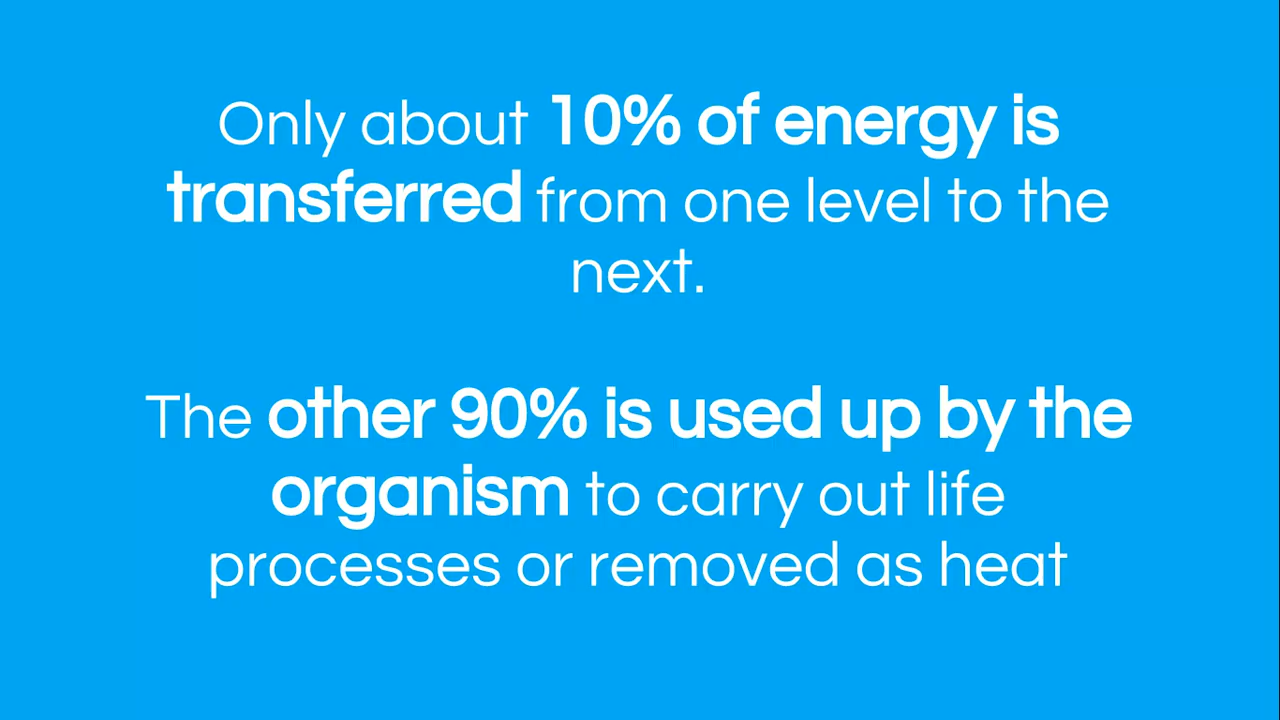 Only about 10% of energy is
transferred from one level to the
next.
The other 90% is used up by the
organism to carry out life
processes or removed as heat